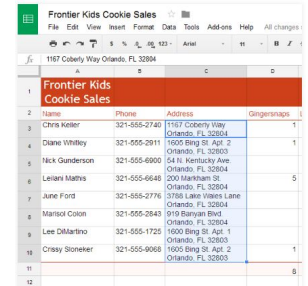 Frontier Kids Cookie Sales
File Edit View Insert Format Data Tools Add-ons Help All changes
$ % .0_ .00_ 123 - Arial - 11 - B I
fx 1167 Coberly Way Orlando, FL 32804
A B C D
1 Frontier Kids
Cookie Sales
2 Name Phone Address Gingersnaps L
3 Chris Keller 321-555-2740 1167 Coberly Way 1
Orlando, FL 32804
4 Diane Whitley 321-555-2911 1605 Bing St. Apt. 2 1
Orlando, FL 32803
5 Nick Gunderson 321-555-6900 54 N. Kentucky Ave.
Orlando, FL 32804
6 Leilani Mathis 321-555-6648 200 Markham St. 5
Orlando, FL 32804
7 June Ford 321-555-2776 3788 Lake Wales Lane
Orlando, FL 32804
8 Marisol Colon 321-555-2843 919 Banyan Blvd
Orlando, FL 32804
9 Lee DiMartino 321-555-1725 1600 Bing St. Apt. 1
Orlando, FL 32803
10 Crissy Sloneker 321-555-9068 1605 Bing St. Apt. 2 1
Orlando, FL 32804
11 8
12